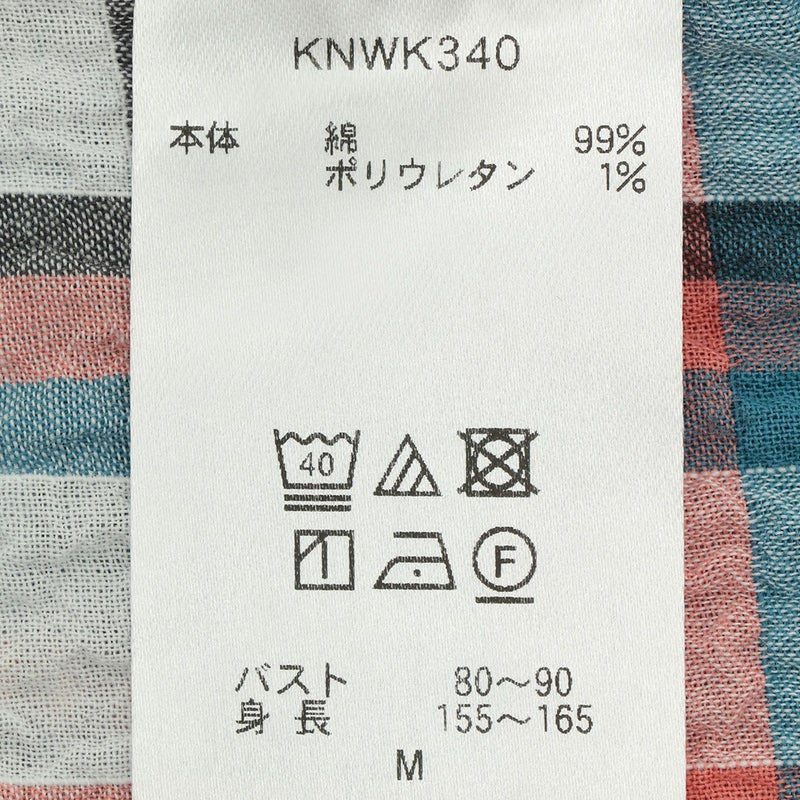 KNWK340
本体 綿 99%
ポリウレタン 1%
40
F
バスト 80～90
身長 155～165
M